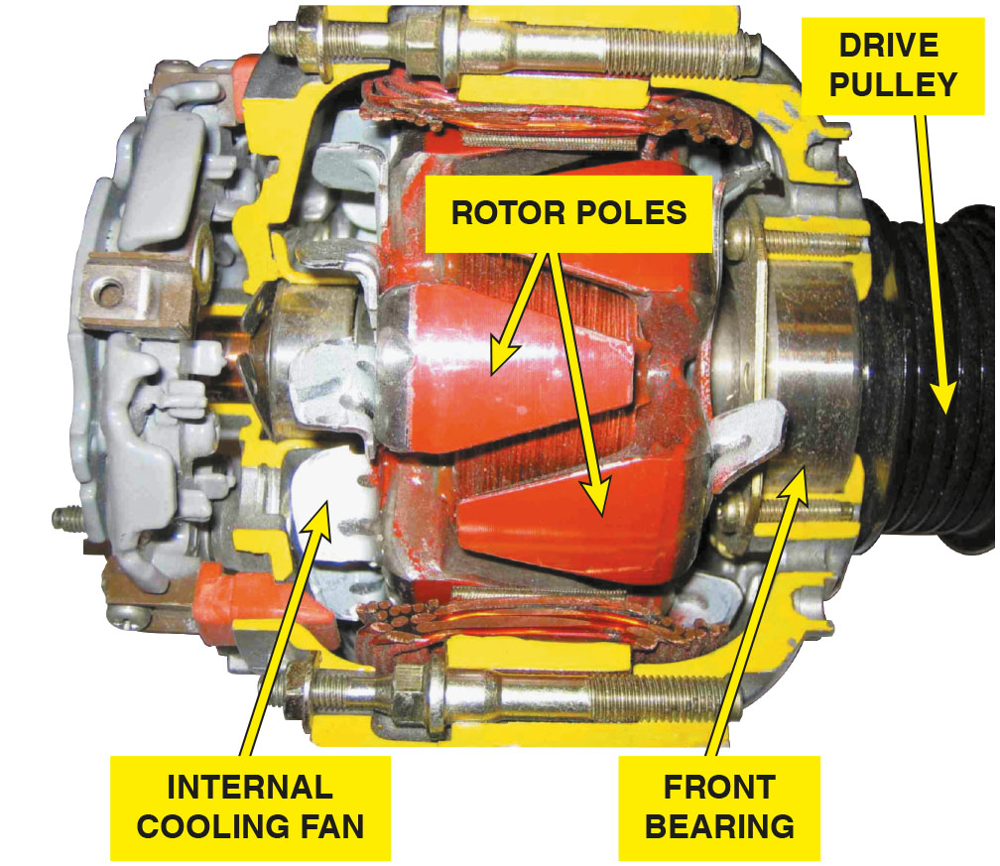 DRIVE
PULLEY
ROTOR POLES
INTERNAL
COOLING FAN
FRONT
BEARING